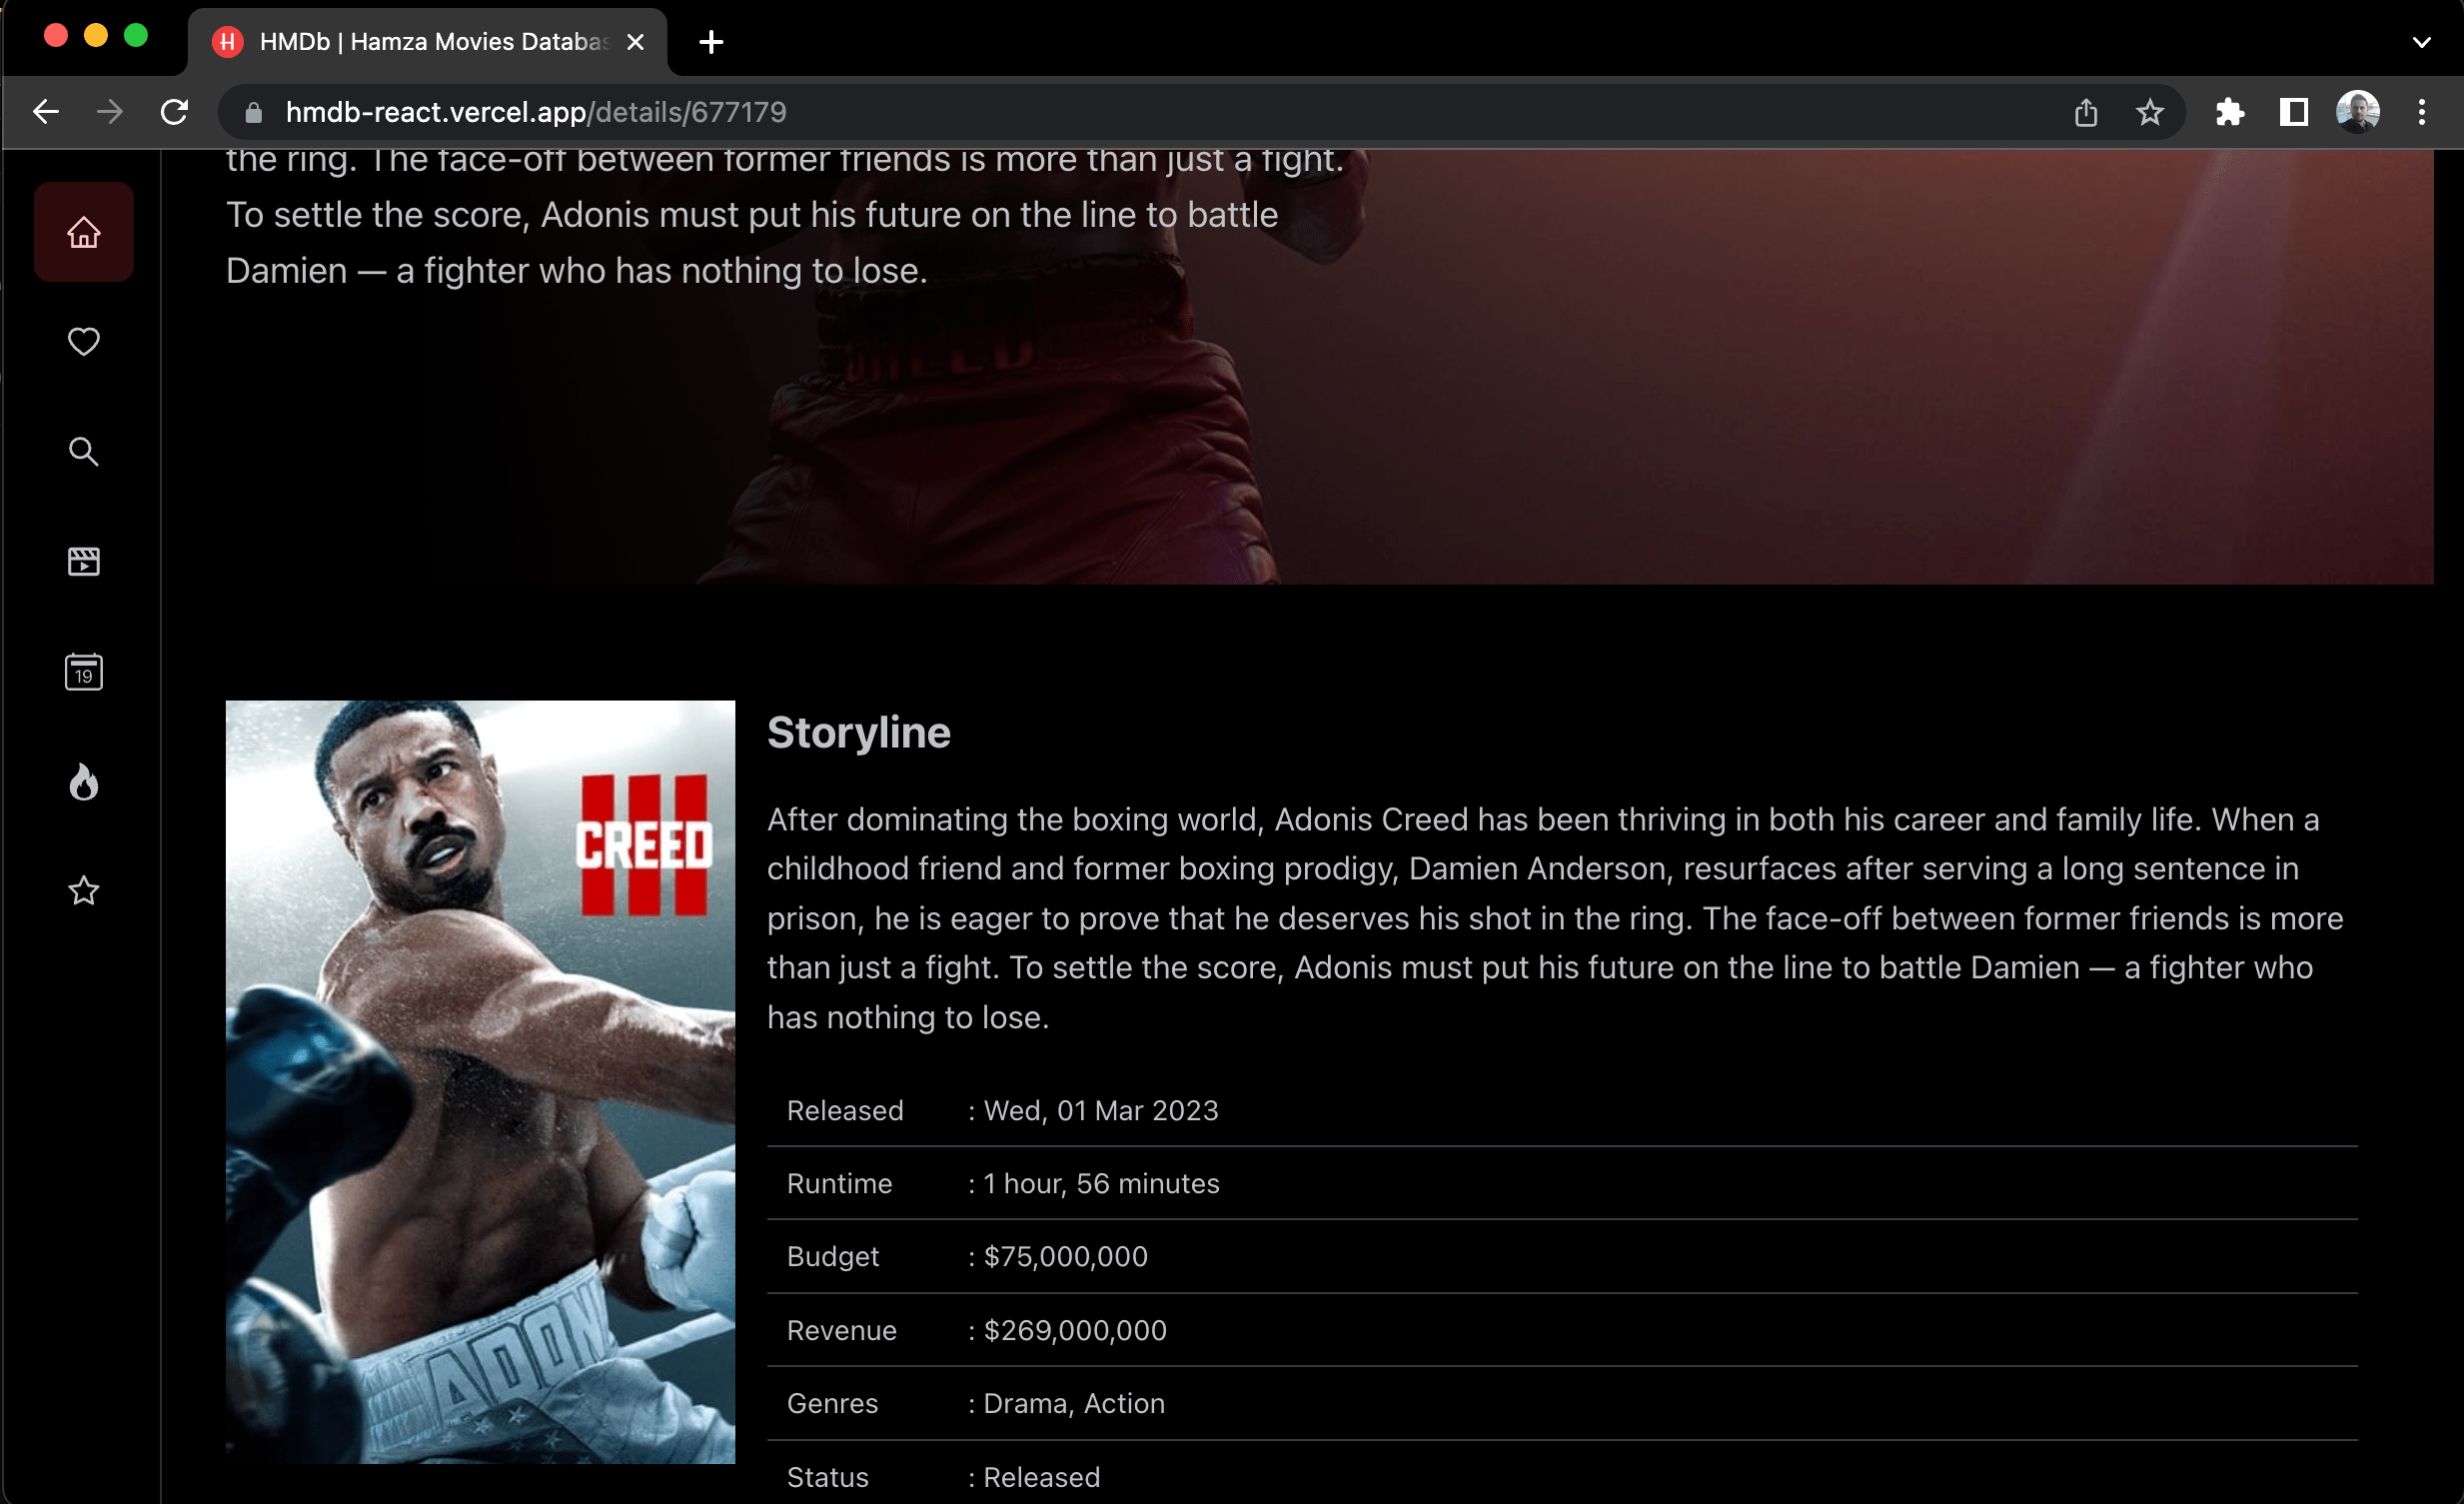 HMDb | Hamza Movies Databas
hmdb-react.vercel.app/details/677179
the ring. The face-off between former friends is more than just a fight.
To settle the score, Adonis must put his future on the line to battle
Damien — a fighter who has nothing to lose.
CREED
19
Storyline
CREED
After dominating the boxing world, Adonis Creed has been thriving in both his career and family life. When a
childhood friend and former boxing prodigy, Damien Anderson, resurfaces after serving a long sentence in
prison, he is eager to prove that he deserves his shot in the ring. The face-off between former friends is more
than just a fight. To settle the score, Adonis must put his future on the line to battle Damien — a fighter who
has nothing to lose.
Released : Wed, 01 Mar 2023
Runtime : 1 hour, 56 minutes
Budget : $75,000,000
Revenue : $269,000,000
ADON
Genres : Drama, Action
Status : Released